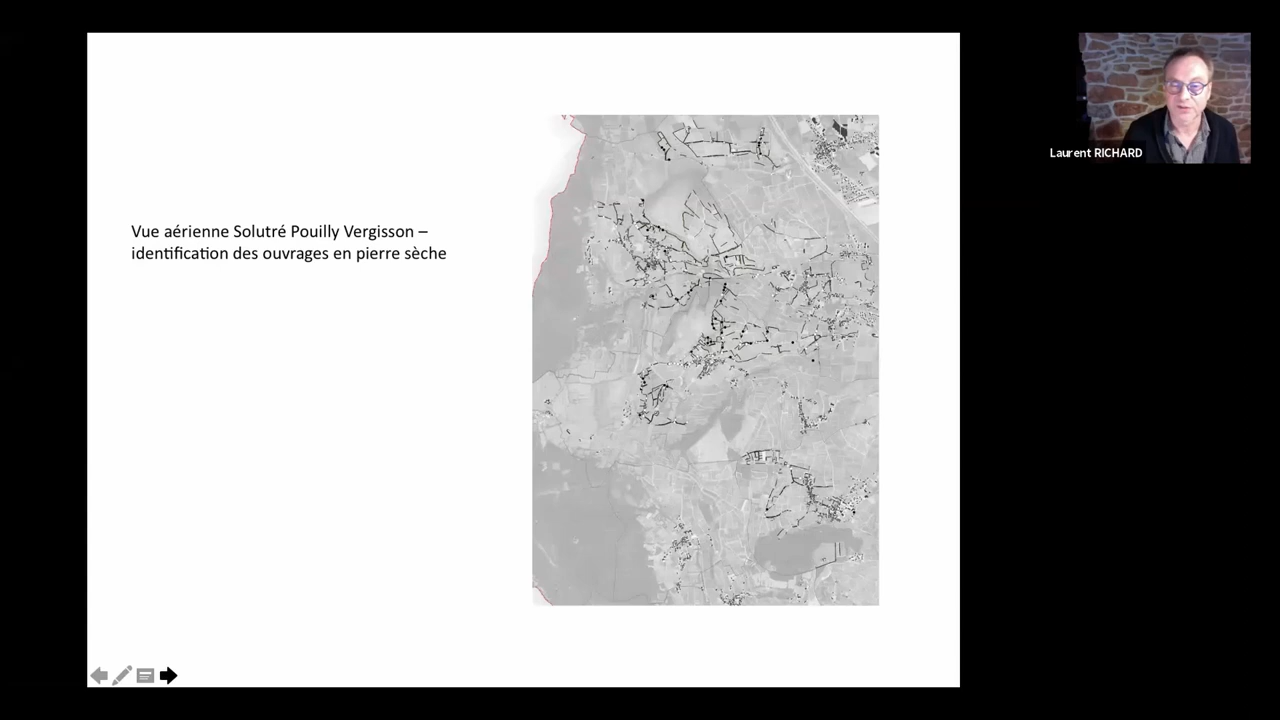 Vue aérienne Solutré Pouilly Vergisson –
identification des ouvrages en pierre sèche
Laurent RICHARD